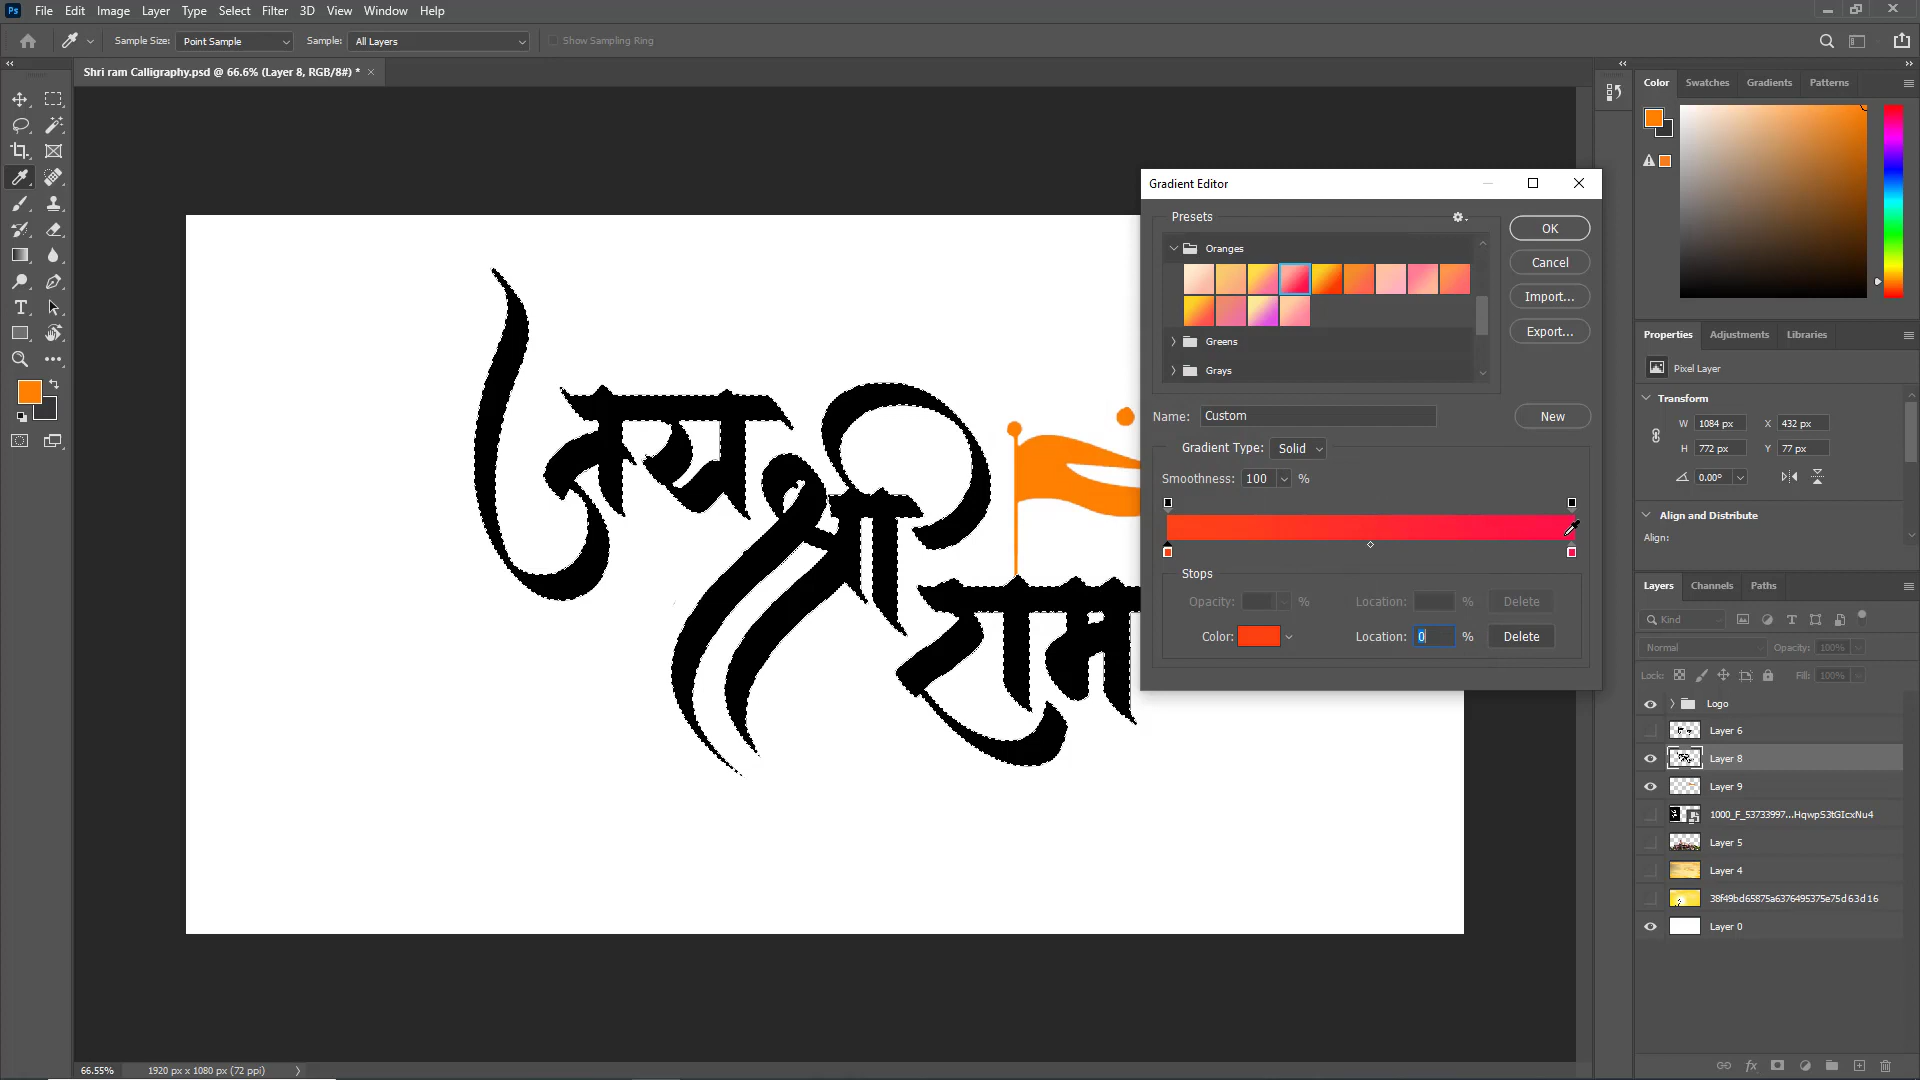 Ps File Edit Image Layer Type Select Filter 3D View Window Help
Sample Size: Point Sample Sample: All Layers Show Sampling Ring
Shri ram Calligraphy.psd @ 66.6% (Layer 8, RGB/8#) *
Color Swatches Gradients Patterns
जय
श्री
राम
Gradient Editor
Presets
Oranges
Greens
Grays
OK
Cancel
Import...
Export...
Name: Custom New
Gradient Type: Solid
Smoothness: 100 %
Stops
Opacity: % Location: % Delete
Color: Location: 0 % Delete
Properties Adjustments Libraries
Pixel Layer
Transform
W 1084 px X 432 px
H 772 px Y 77 px
0.00°
Align and Distribute
Align:
Layers Channels Paths
Kind
Normal Opacity: 100%
Lock: Fill: 100%
Logo
Layer 6
Layer 8
Layer 9
1000_F_53733997...HqwpS3tGIcxNu4
Layer 5
Layer 4
38f49bd65875a6376495375e75d63d16
Layer 0
66.55% 1920 px x 1080 px (72 ppi)